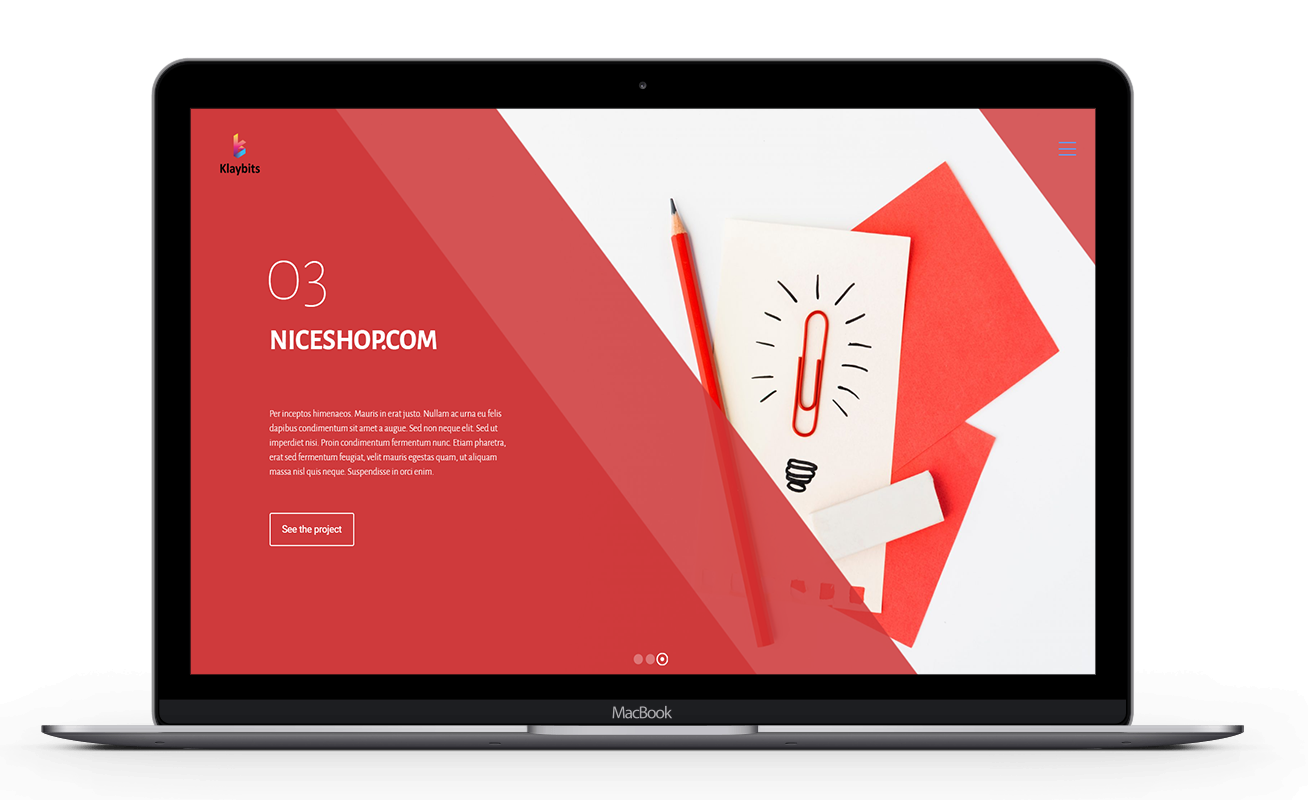 Klaybits
03
NICESHOP.COM
Per inceptos himenaeos. Mauris in erat justo. Nullam ac urna eu felis
dapibus condimentum sit amet a augue. Sed non neque elit. Sed ut
imperdiet nisi. Proin condimentum fermentum nunc. Etiam pharetra,
erat sed fermentum feugiat, velit mauris egestas quam, ut aliquam
massa nisl quis neque. Suspendisse in orci enim.
See the project
MacBook